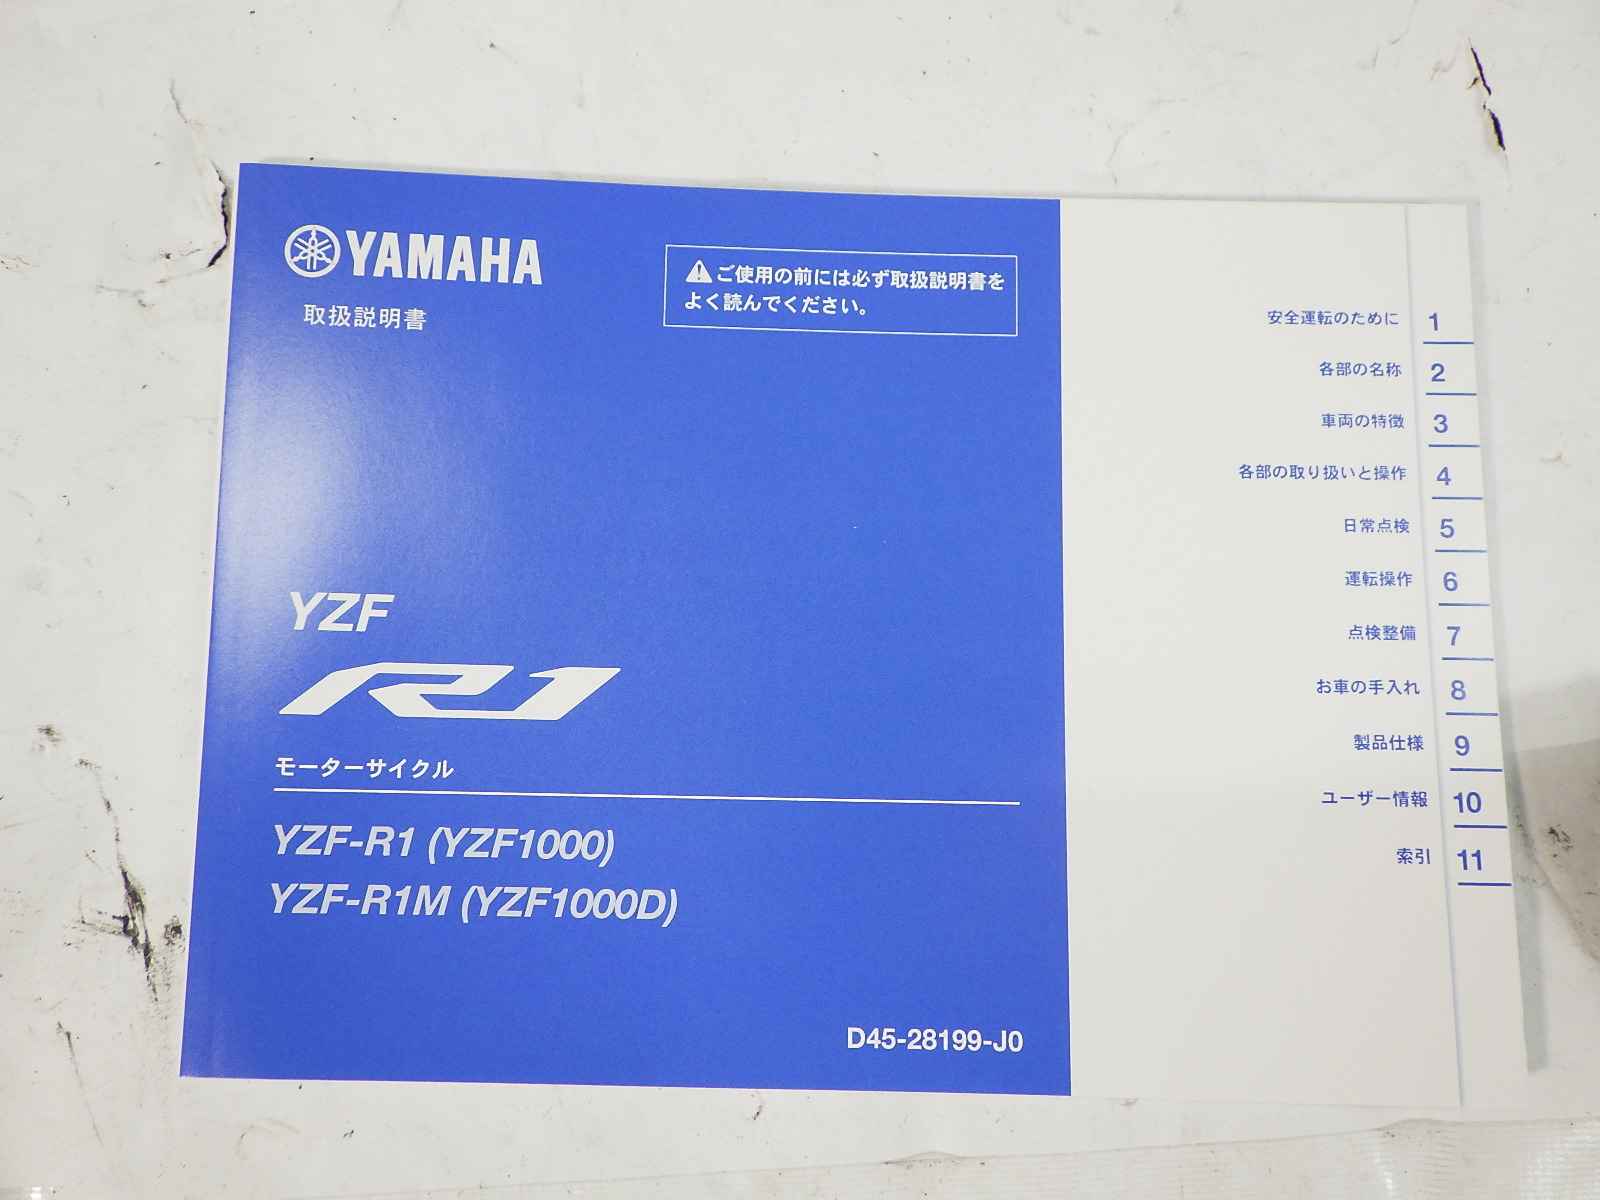 YAMAHA
取扱説明書
⚠ご使用の前には必ず取扱説明書を
よく読んでください。
YZF
R1
モーターサイクル
YZF-R1 (YZF1000)
YZF-R1M (YZF1000D)
D45-28199-J0
安全運転のために 1
各部の名称 2
車両の特徴 3
各部の取り扱いと操作 4
日常点検 5
運転操作 6
点検整備 7
お車の手入れ 8
製品仕様 9
ユーザー情報 10
索引 11